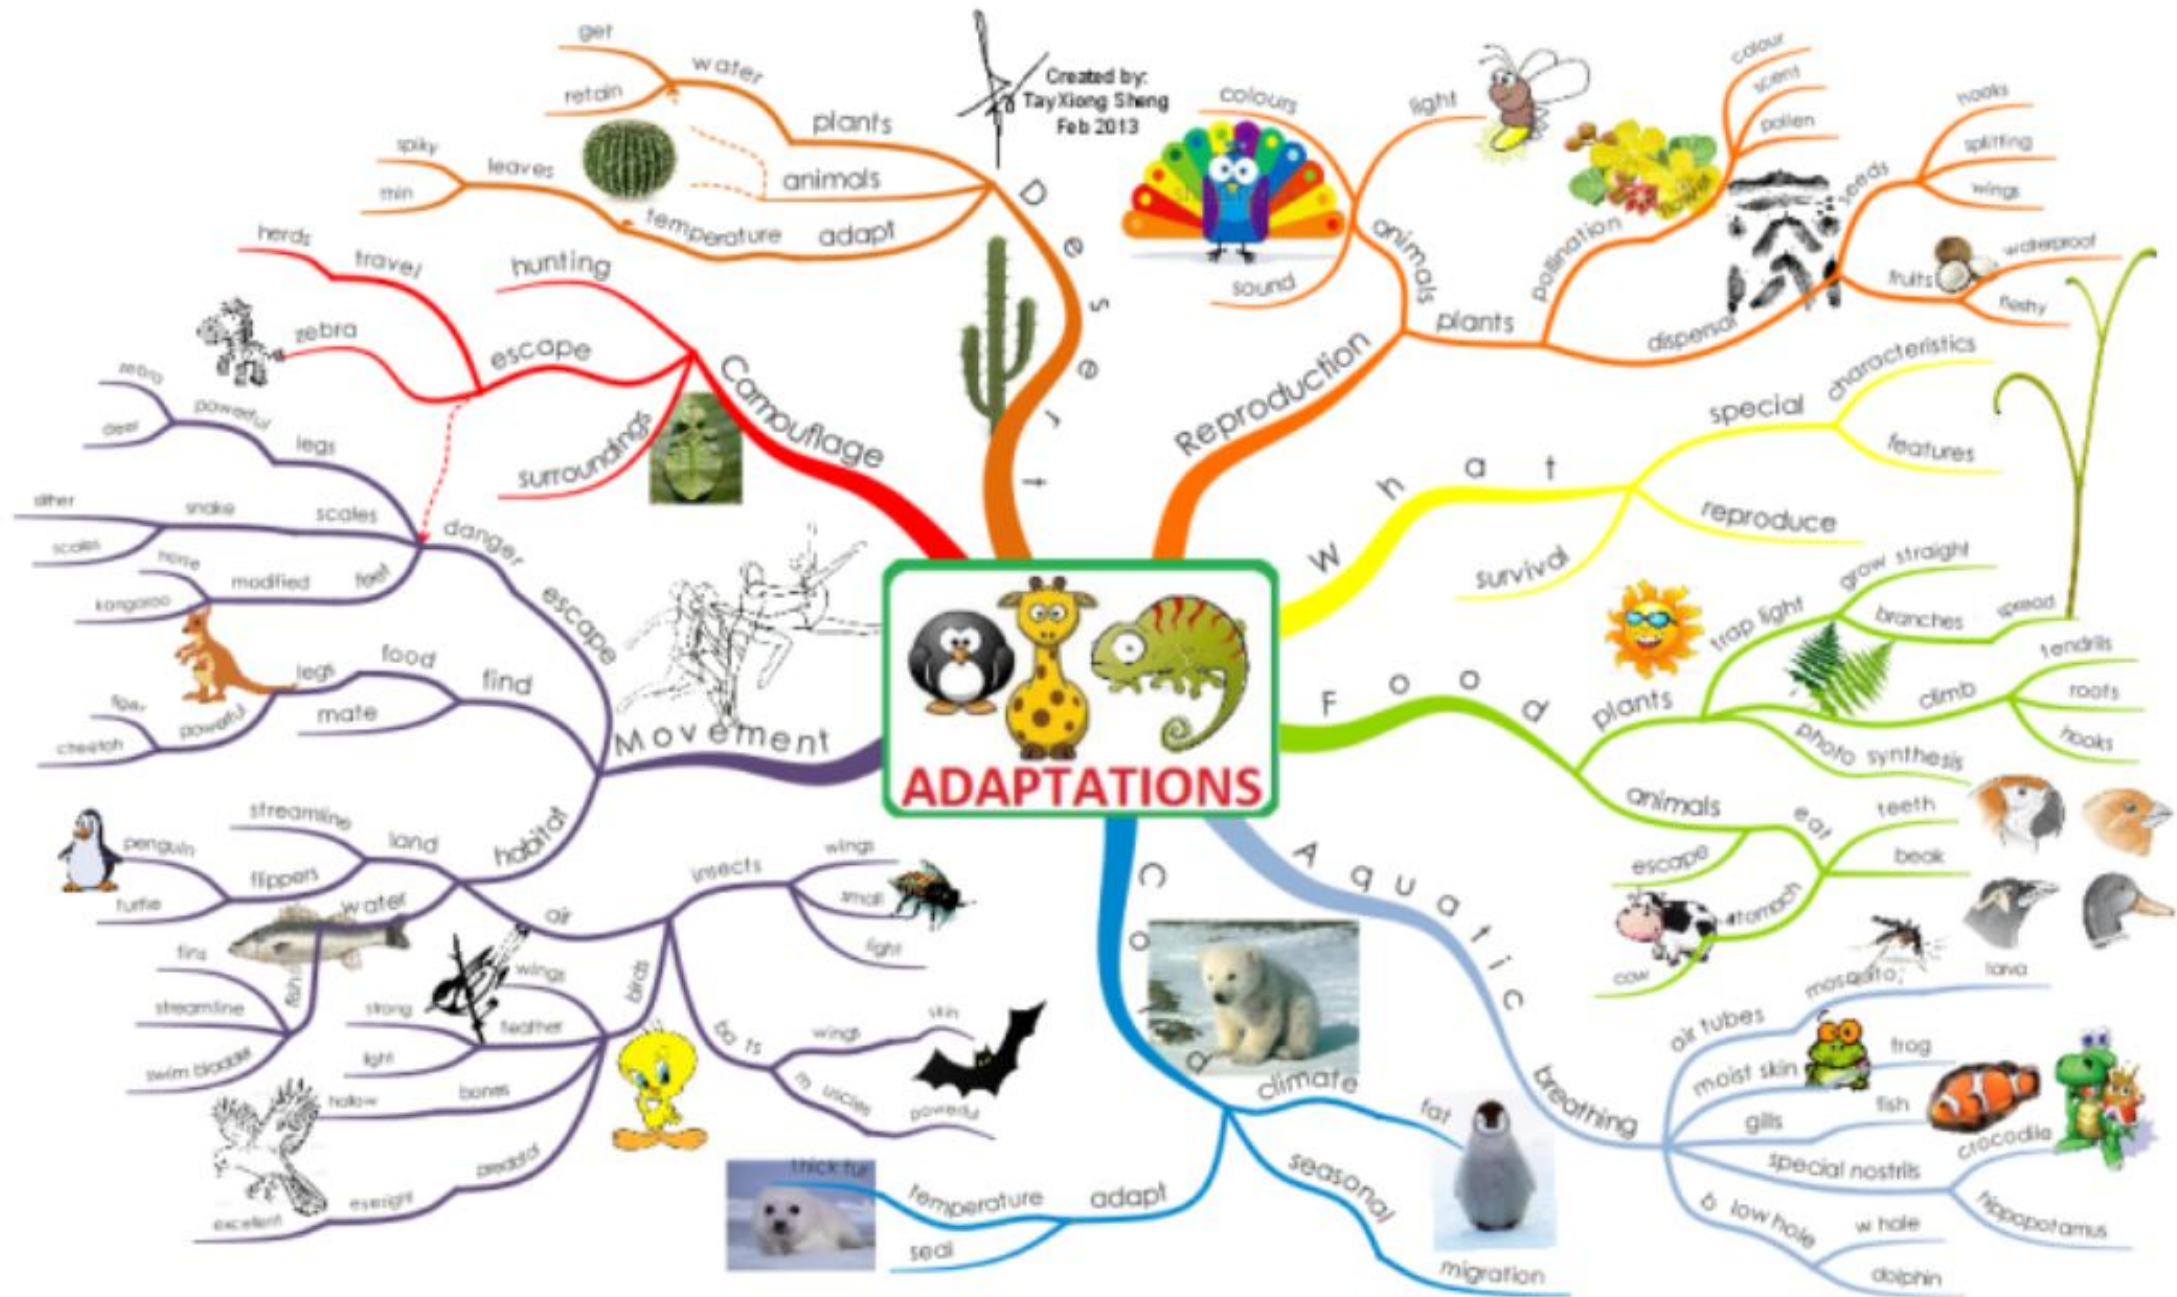 Created by:
Tay Xiong Sheng
Feb 2013
ADAPTATIONS
Desert
plants
water
get
retain
animals
adapt
temperature
leaves
spiky
thin
Camouflage
hunting
escape
travel
herds
zebra
surroundings
Movement
escape
danger
legs
powerful
zebra
deer
scales
snake
slither
scales
feet
modified
horse
kangaroo
find
food
legs
powerful
tiger
cheetah
mate
habitat
land
streamline
flippers
penguin
turtle
water
fish
fins
streamline
swim bladder
air
insects
wings
small
light
birds
wings
feather
strong
light
bones
hollow
eyesight
excellent
bats
wings
skin
muscles
powerful
Reproduction
animals
colours
light
sound
plants
pollination
flower
colour
scent
pollen
dispersal
seeds
hooks
splitting
wings
fruits
waterproof
fleshy
What
special
characteristics
features
reproduce
survival
Food
plants
trap light
grow straight
branches
spread
climb
tendrils
roots
hooks
photo synthesis
animals
escape
eat
teeth
beak
stomach
cow
Aquatic
breathing
air tubes
mosquito,
larva
moist skin
frog
gills
fish
special nostrils
crocodile
hippopotamus
blow hole
whale
dolphin
Cold
climate
fat
seasonal
migration
adapt
temperature
thick fur
seal